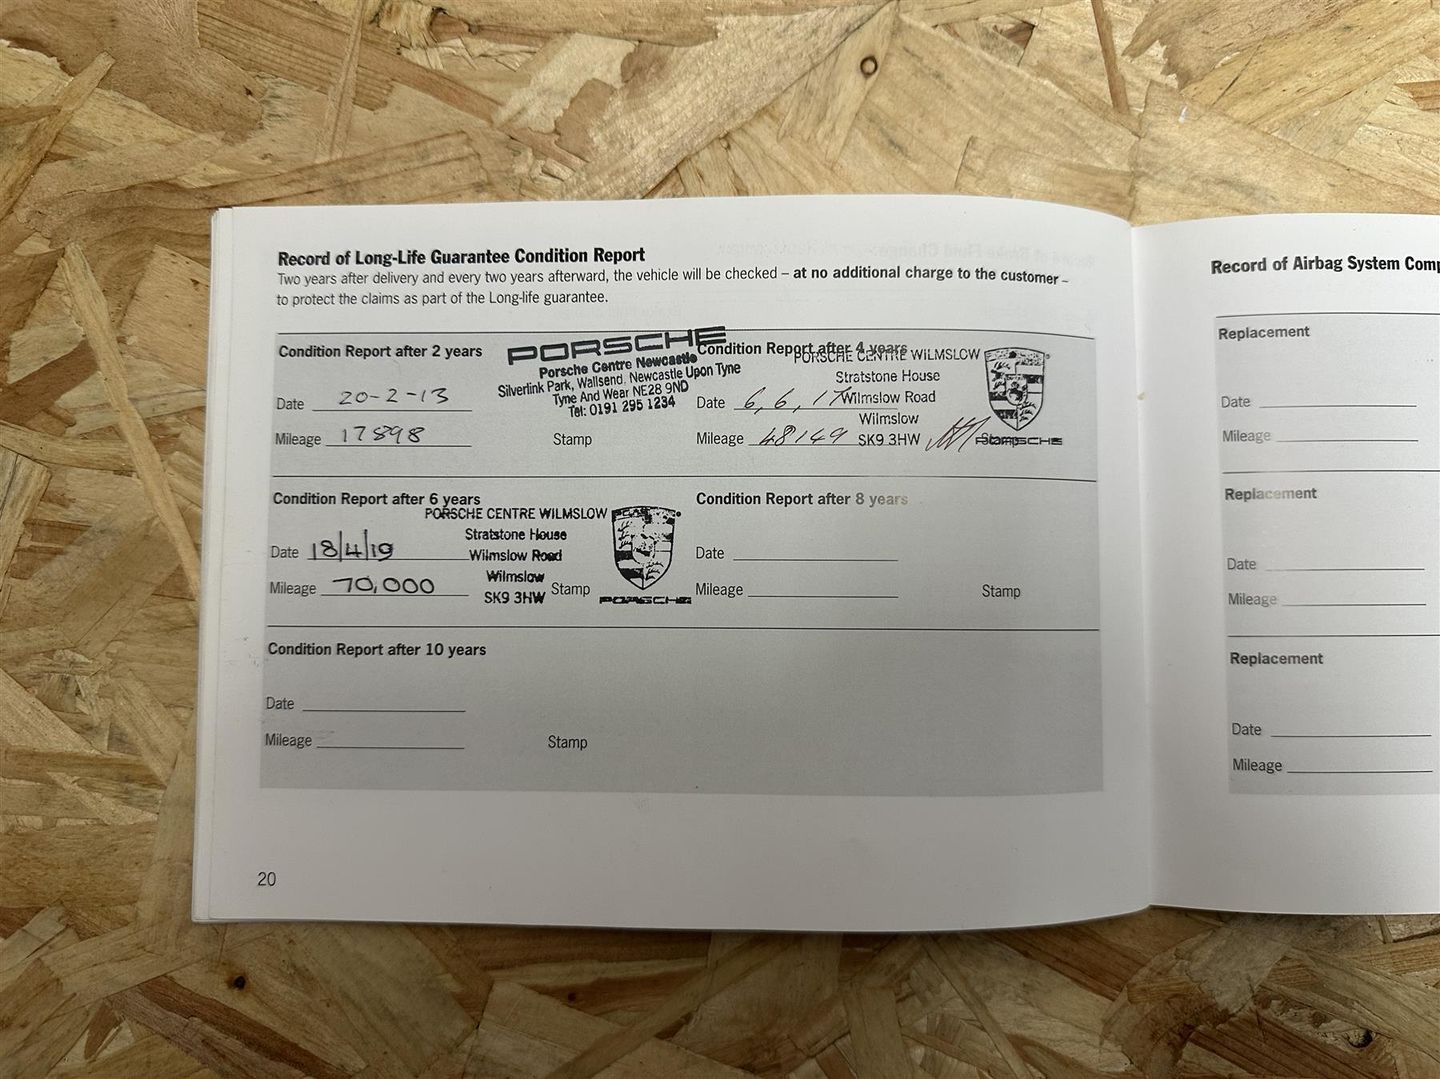 Record of Long-Life Guarantee Condition Report
Two years after delivery and every two years afterward, the vehicle will be checked – at no additional charge to the customer –
to protect the claims as part of the Long-life guarantee.
Condition Report after 2 years
PORSCHE
Porsche Centre Newcastle
Silverlink Park, Wallsend, Newcastle Upon Tyne
Tyne And Wear NE28 9ND
Tel: 0191 295 1234
Date 20-2-13
Mileage 17898
Stamp
Condition Report after 4 years
PORSCHE CENTRE WILMSLOW
Stratstone House
Wilmslow Road
Wilmslow
SK9 3HW
Date 6,6,17
Mileage 48149
Stamp
PORSCHE
Condition Report after 6 years
PORSCHE CENTRE WILMSLOW
Stratstone House
Wilmslow Road
Wilmslow
SK9 3HW
Date 18/4/19
Mileage 70,000
Stamp
PORSCHE
Condition Report after 8 years
Date
Mileage
Stamp
Condition Report after 10 years
Date
Mileage
Stamp
20
Record of Airbag System
Replacement
Date
Mileage
Replacement
Date
Mileage
Replacement
Date
Mileage